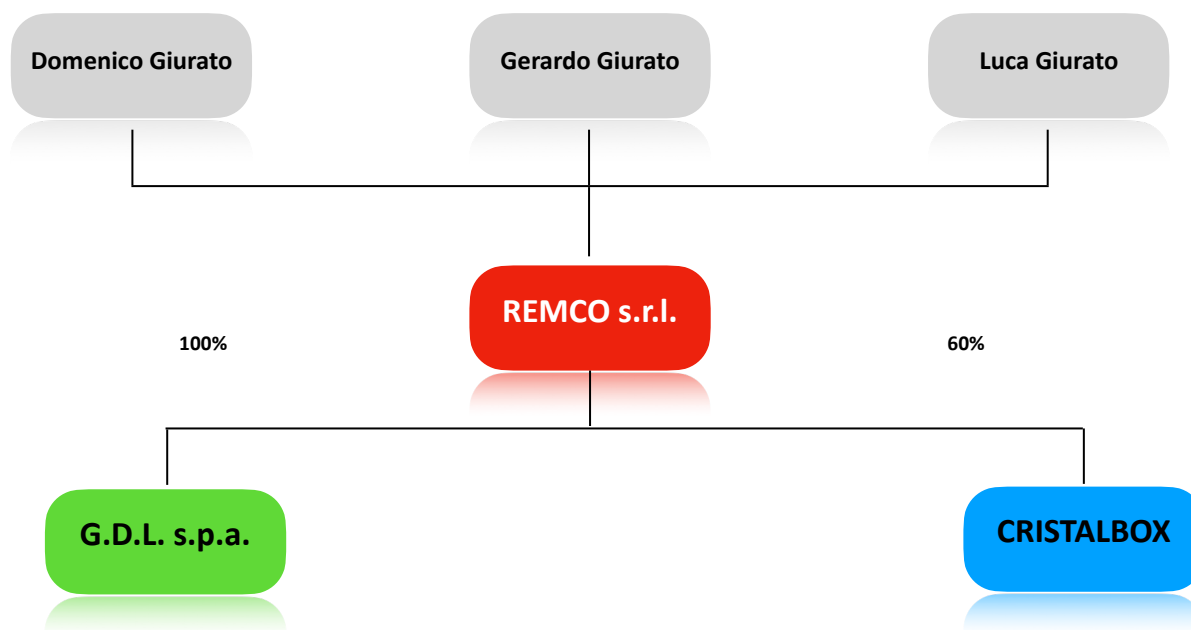 Domenico Giurato
Gerardo Giurato
Luca Giurato
REMCO s.r.l.
100%
60%
G.D.L. s.p.a.
CRISTALBOX